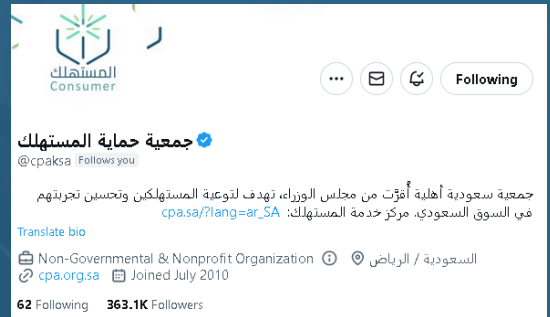 المستهلك
Consumer
Following
جمعية حماية المستهلك
@cpaksa Follows you
جمعية سعودية أهلية أُقرَّت من مجلس الوزراء، تهدف لتوعية المستهلكين وتحسين تجربتهم
في السوق السعودي. مركز خدمة المستهلك: cpa.sa/?lang=ar_SA
Translate bio
Non-Governmental & Nonprofit Organization السعودية / الرياض
cpa.org.sa Joined July 2010
62 Following 363.1K Followers